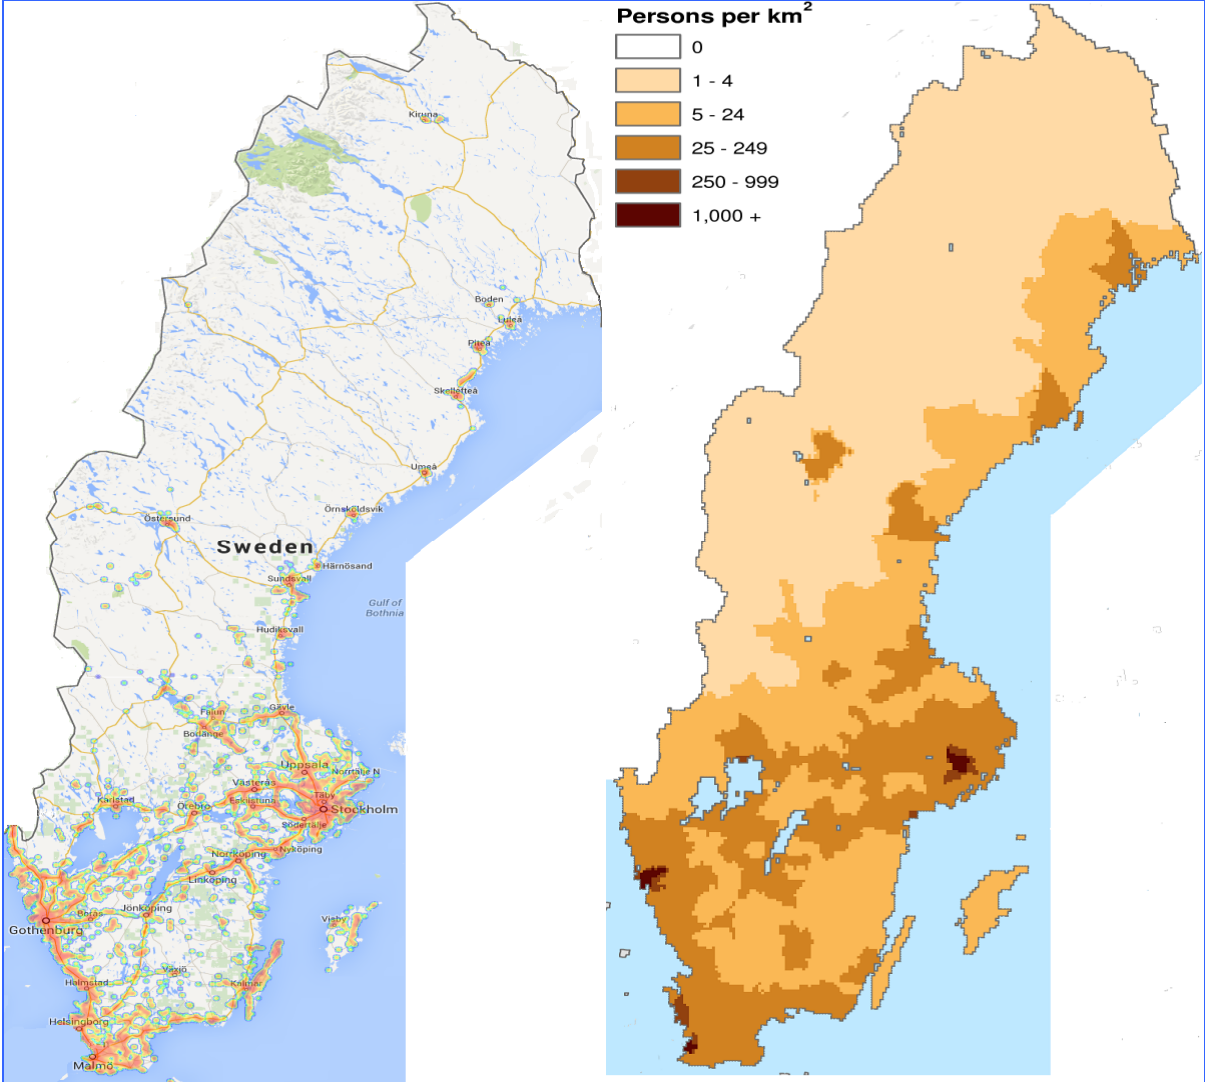 Persons per km2
0
1 - 4
5 - 24
25 - 249
250 - 999
1,000 +
Kiruna
Boden
Luleå
Piteå
Skellefteå
Umeå
Östersund
Örnsköldsvik
Sweden
Härnösand
Sundsvall
Gulf of
Bothnia
Hudiksvall
Gävle
Falun
Borlänge
Uppsala
Norrtälje N
Västerås
Karlstad
Örebro
Eskilstuna
Täby
Stockholm
Södertälje
Nyköping
Norrköping
Linköping
Jönköping
Borås
Gothenburg
Visby
Växjö
Halmstad
Kalmar
Helsingborg
Malmö